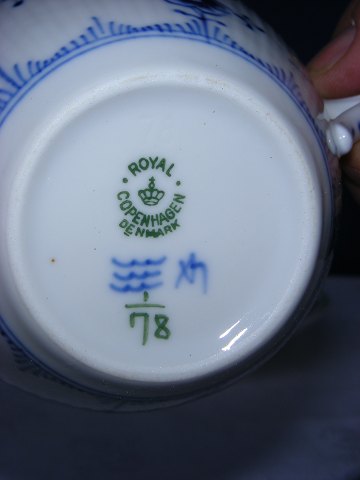 ROYAL
COPENHAGEN
DENMARK
1
78